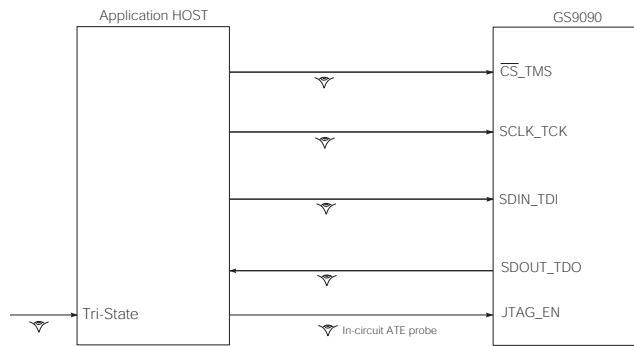 Application HOST
GS9090
CS_TMS
SCLK_TCK
SDIN_TDI
SDOUT_TDO
Tri-State
JTAG_EN
In-circuit ATE probe